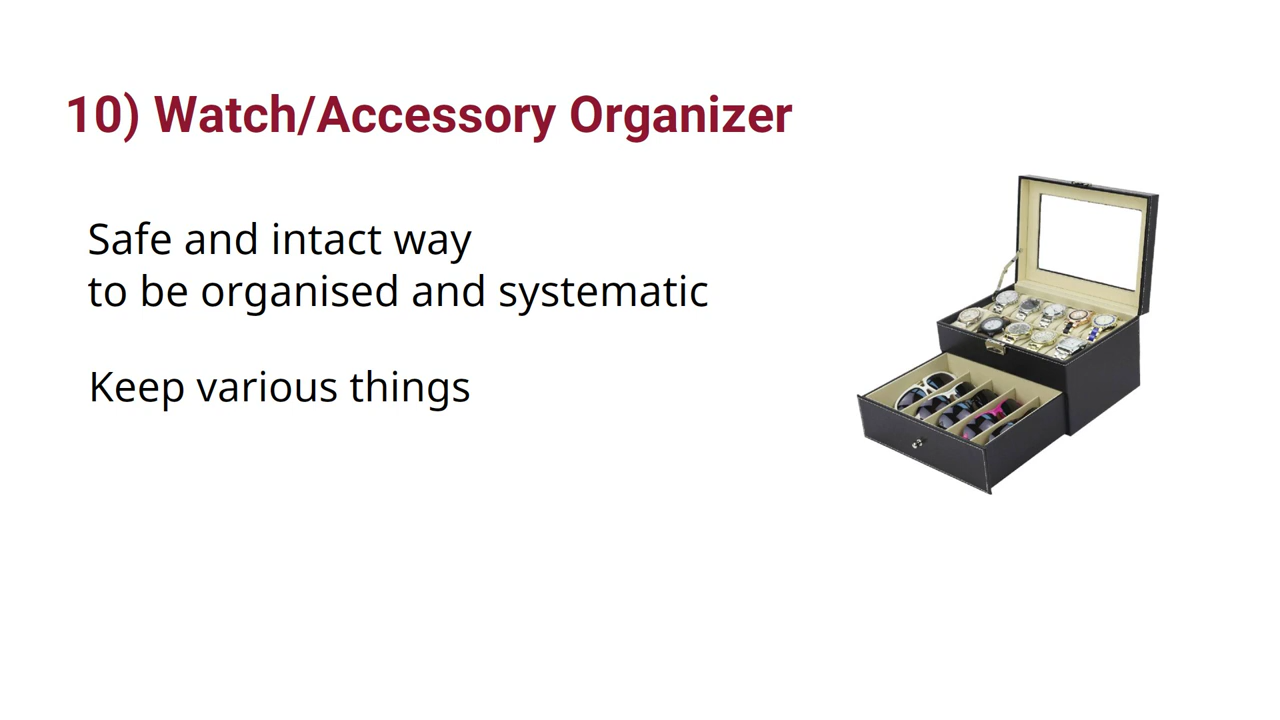 10) Watch/Accessory Organizer
Safe and intact way
to be organised and systematic
Keep various things